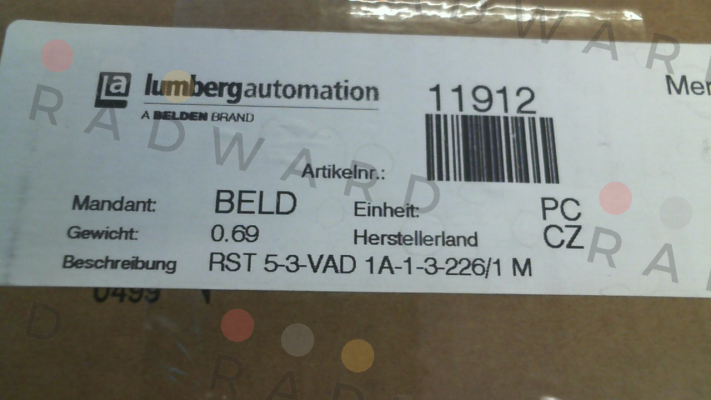 lumbergautomation
A BELDEN BRAND
11912
Artikelnr.:
Mandant: BELD Einheit: PC
Gewicht: 0.69 Herstellerland CZ
Beschreibung RST 5-3-VAD 1A-1-3-226/1 M
RADWARD